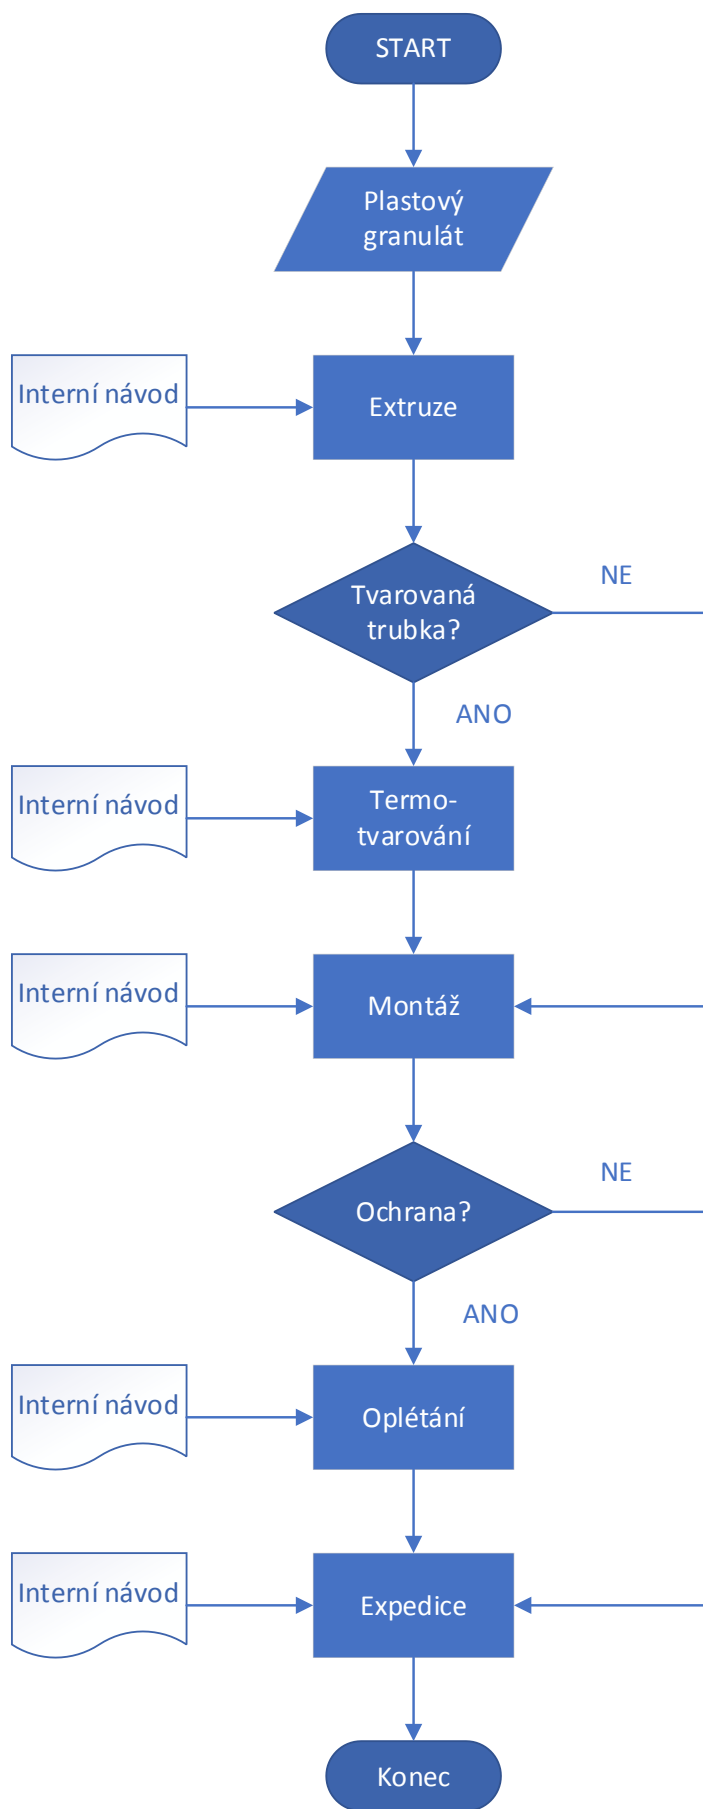 START
Plastový
granulát
Interní návod
Extruze
Tvarovaná
trubka?
NE
ANO
Interní návod
Termo-
tvarování
Interní návod
Montáž
Ochrana?
NE
ANO
Interní návod
Oplétání
Interní návod
Expedice
Konec